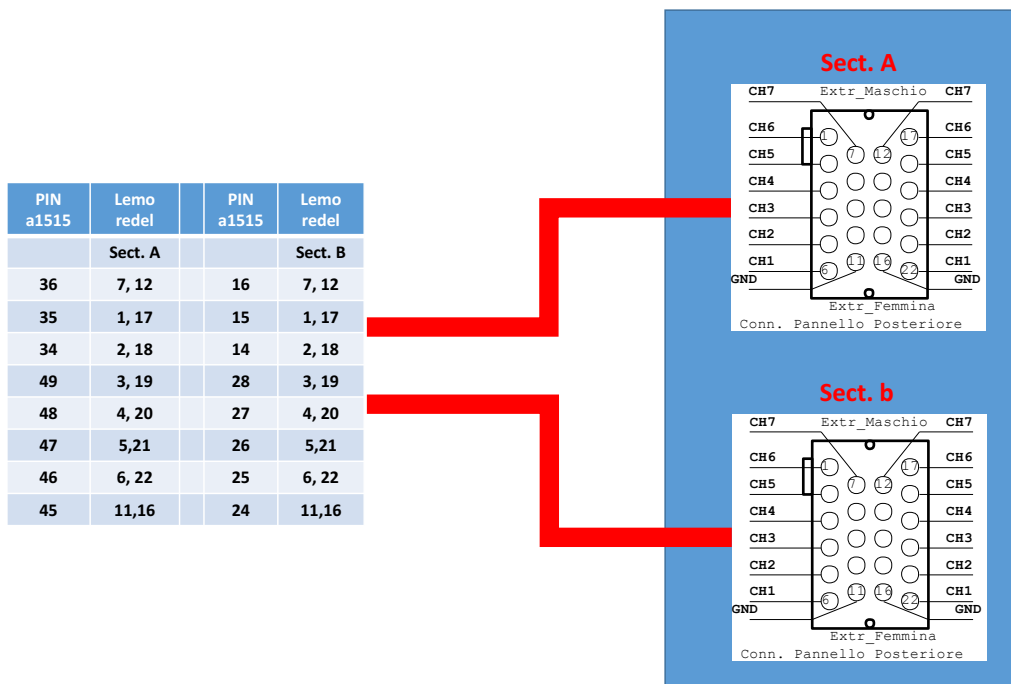 PIN a1515 Lemo redel PIN a1515 Lemo redel
Sect. A Sect. B
36 7, 12 16 7, 12
35 1, 17 15 1, 17
34 2, 18 14 2, 18
49 3, 19 28 3, 19
48 4, 20 27 4, 20
47 5,21 26 5,21
46 6, 22 25 6, 22
45 11,16 24 11,16
Sect. A
CH7 Extr_Maschio CH7
CH6 1 17 CH6
7 12
CH5 CH5
CH4 CH4
CH3 CH3
CH2 CH2
CH1 6 11 16 22 CH1
GND GND
Extr_Femmina
Conn. Pannello Posteriore
Sect. b
CH7 Extr_Maschio CH7
CH6 1 17 CH6
7 12
CH5 CH5
CH4 CH4
CH3 CH3
CH2 CH2
CH1 6 11 16 22 CH1
GND GND
Extr_Femmina
Conn. Pannello Posteriore